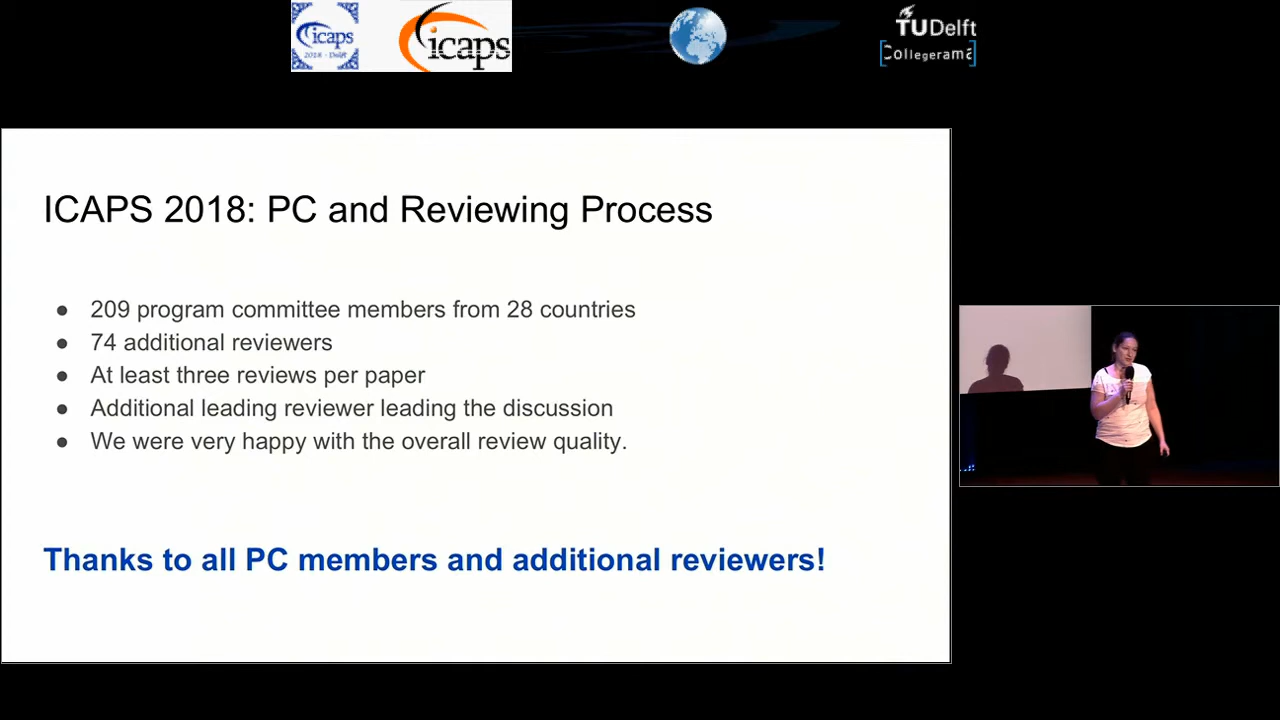 icaps
2018 - Delft
icaps
TUDelft
Collegerama
ICAPS 2018: PC and Reviewing Process
● 209 program committee members from 28 countries
● 74 additional reviewers
● At least three reviews per paper
● Additional leading reviewer leading the discussion
● We were very happy with the overall review quality.
Thanks to all PC members and additional reviewers!